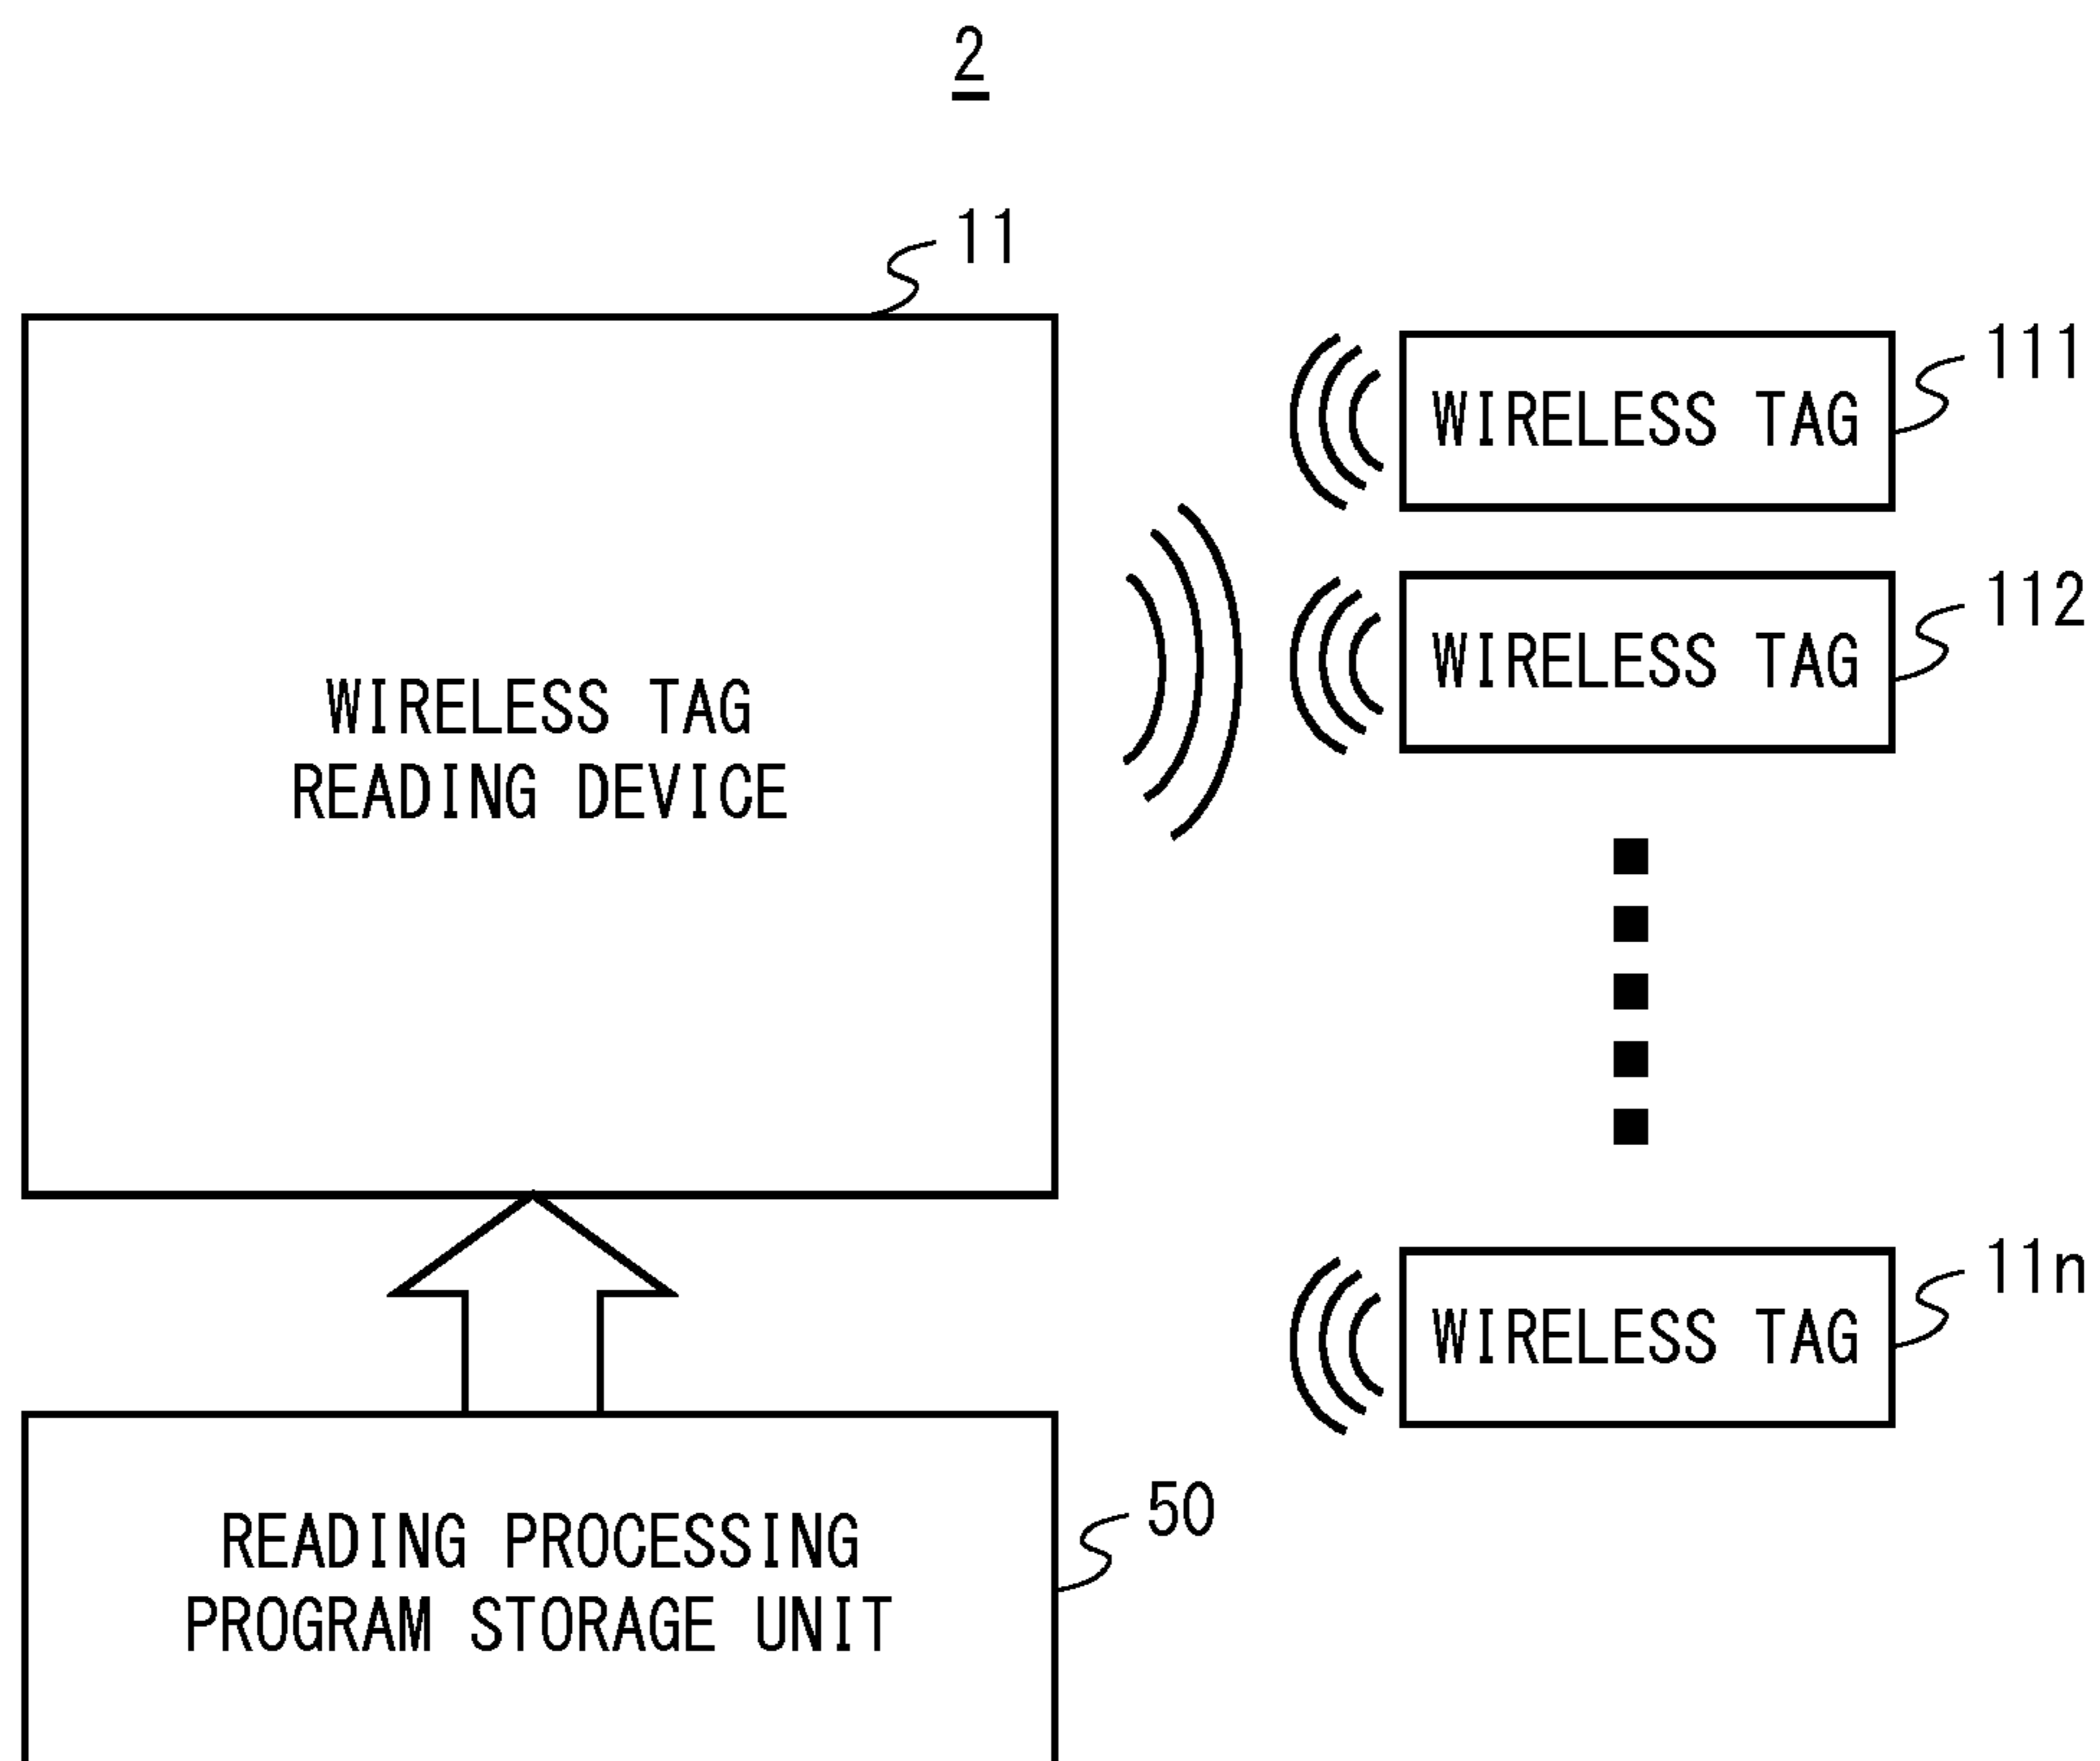 2
11
WIRELESS TAG
READING DEVICE
WIRELESS TAG
111
WIRELESS TAG
112
WIRELESS TAG
11n
READING PROCESSING
PROGRAM STORAGE UNIT
50